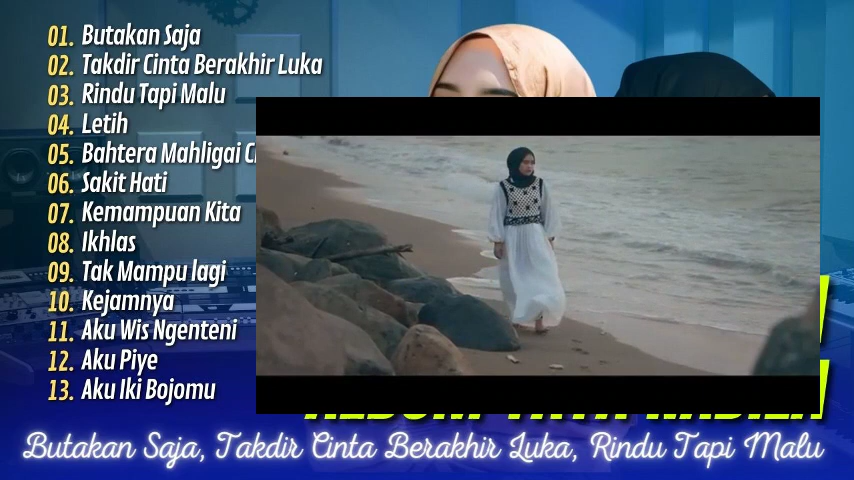 01. Butakan Saja
02. Takdir Cinta Berakhir Luka
03. Rindu Tapi Malu
04. Letih
05. Bahtera Mahligai
06. Sakit Hati
07. Kemampuan Kita
08. Ikhlas
09. Tak Mampu lagi
10. Kejamnya
11. Aku Wis Ngenteni
12. Aku Piye
13. Aku Iki Bojomu
Butakan Saja, Takdir Cinta Berakhir Luka, Rindu Tapi Malu